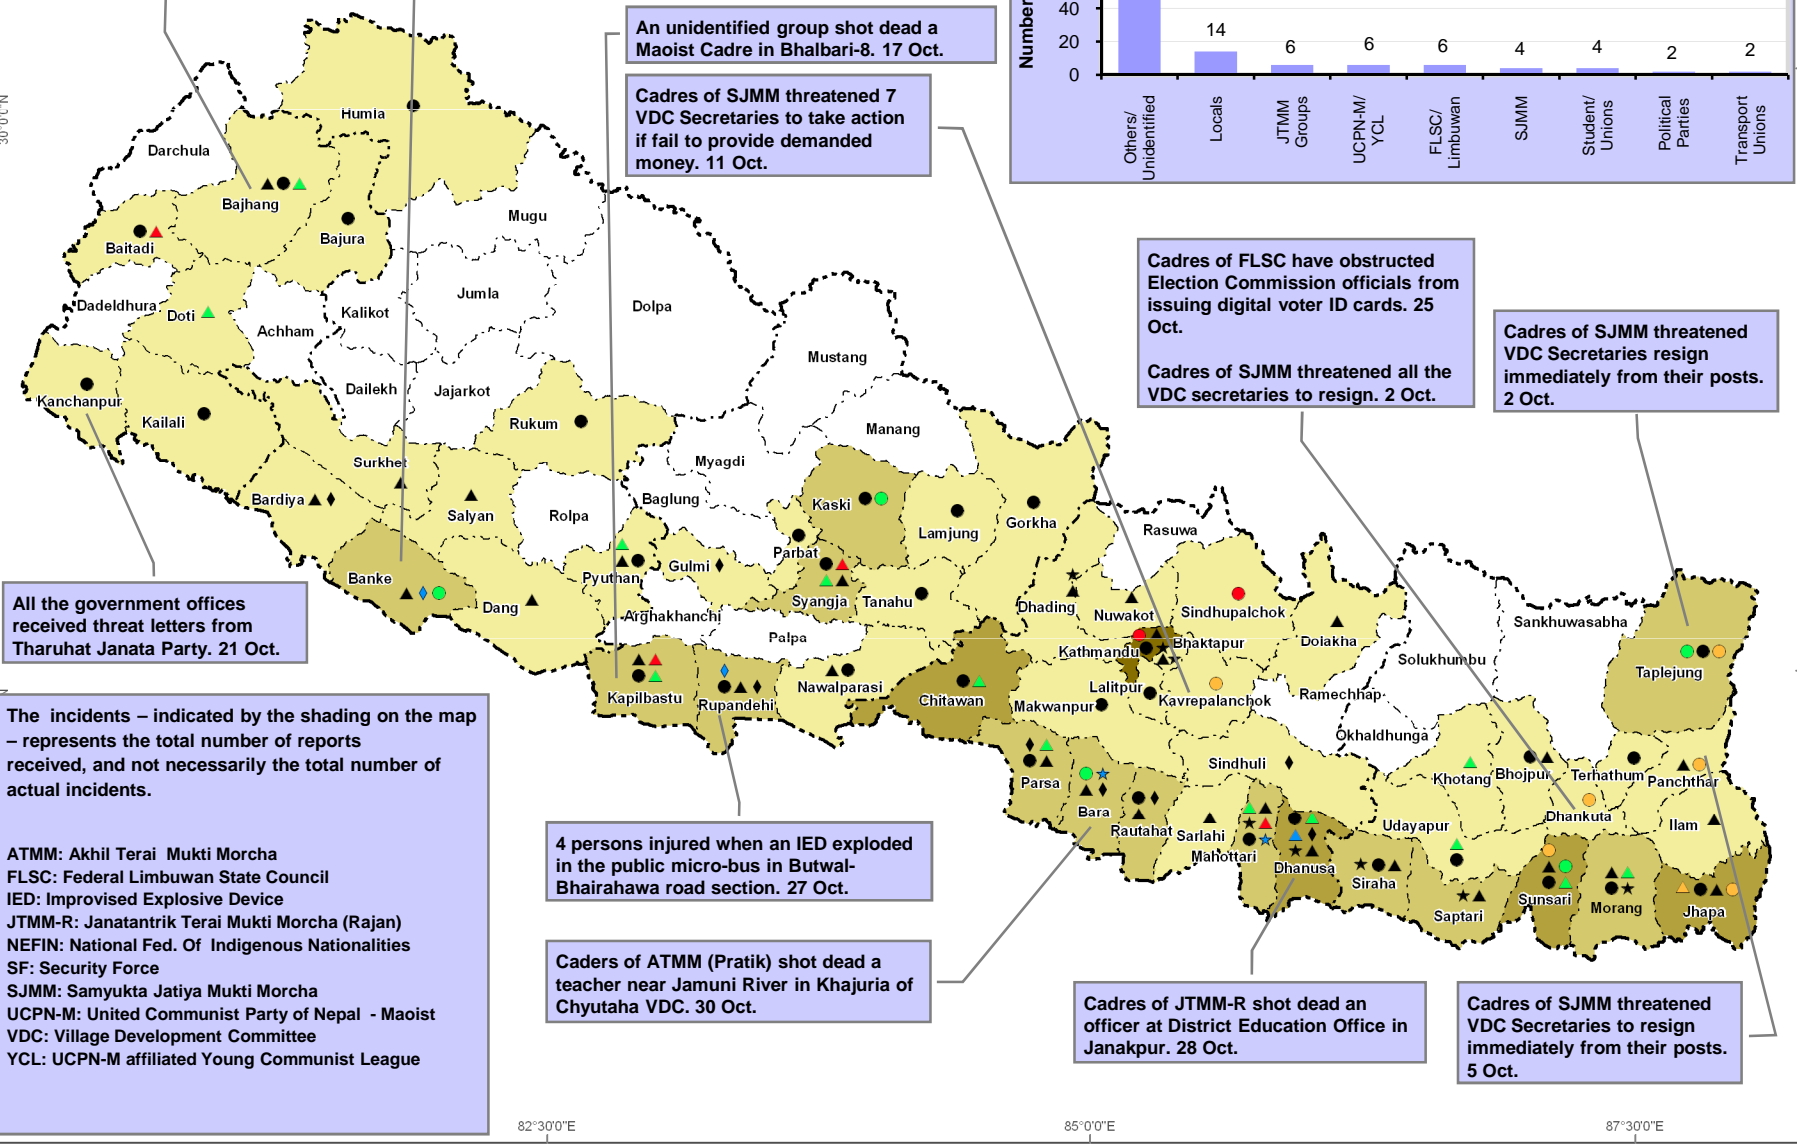 An unidentified group shot dead a
Maoist Cadre in Bhalbari-8. 17 Oct.
Cadres of SJMM threatened 7
VDC Secretaries to take action
if fail to provide demanded
money. 11 Oct.
Number
40
20
0
14
6
6
6
4
4
2
2
Others/
Unidentified
Locals
JTMM
Groups
UCPN-M/
YCL
FLSC/
Limbuwan
SJMM
Student/
Unions
Political
Parties
Transport
Unions
30°0'0"N
Humla
Darchula
Bajhang
Mugu
Bajura
Baitadi
Dadeldhura
Doti
Achham
Kalikot
Jumla
Dolpa
Mustang
Kanchanpur
Kailali
Dailekh
Jajarkot
Rukum
Manang
Surkhet
Myagdi
Bardiya
Salyan
Rolpa
Baglung
Kaski
Lamjung
Gorkha
Rasuwa
Parbat
Banke
Dang
Pyuthan
Gulmi
Syangja
Tanahu
Dhading
Nuwakot
Sindhupalchok
Arghakhanchi
Palpa
Kathmandu
Bhaktapur
Dolakha
Solukhumbu
Sankhuwasabha
Taplejung
Kapilbastu
Rupandehi
Nawalparasi
Chitawan
Lalitpur
Makwanpur
Kavrepalanchok
Ramechhap
Okhaldhunga
Parsa
Bara
Rautahat
Sindhuli
Sarlahi
Mahottari
Dhanusa
Siraha
Udayapur
Khotang
Bhojpur
Terhathum
Panchthar
Dhankuta
Ilam
Saptari
Sunsari
Morang
Jhapa
Cadres of FLSC have obstructed
Election Commission officials from
issuing digital voter ID cards. 25
Oct.
Cadres of SJMM threatened all the
VDC secretaries to resign. 2 Oct.
Cadres of SJMM threatened
VDC Secretaries resign
immediately from their posts.
2 Oct.
All the government offices
received threat letters from
Tharuhat Janata Party. 21 Oct.
N
The incidents – indicated by the shading on the map
– represents the total number of reports
received, and not necessarily the total number of
actual incidents.
ATMM: Akhil Terai Mukti Morcha
FLSC: Federal Limbuwan State Council
IED: Improvised Explosive Device
JTMM-R: Janatantrik Terai Mukti Morcha (Rajan)
NEFIN: National Fed. Of Indigenous Nationalities
SF: Security Force
SJMM: Samyukta Jatiya Mukti Morcha
UCPN-M: United Communist Party of Nepal - Maoist
VDC: Village Development Committee
YCL: UCPN-M affiliated Young Communist League
4 persons injured when an IED exploded
in the public micro-bus in Butwal-
Bhairahawa road section. 27 Oct.
Caders of ATMM (Pratik) shot dead a
teacher near Jamuni River in Khajuria of
Chyutaha VDC. 30 Oct.
Cadres of JTMM-R shot dead an
officer at District Education Office in
Janakpur. 28 Oct.
Cadres of SJMM threatened
VDC Secretaries to resign
immediately from their posts.
5 Oct.
82°30'0"E
85°0'0"E
87°30'0"E